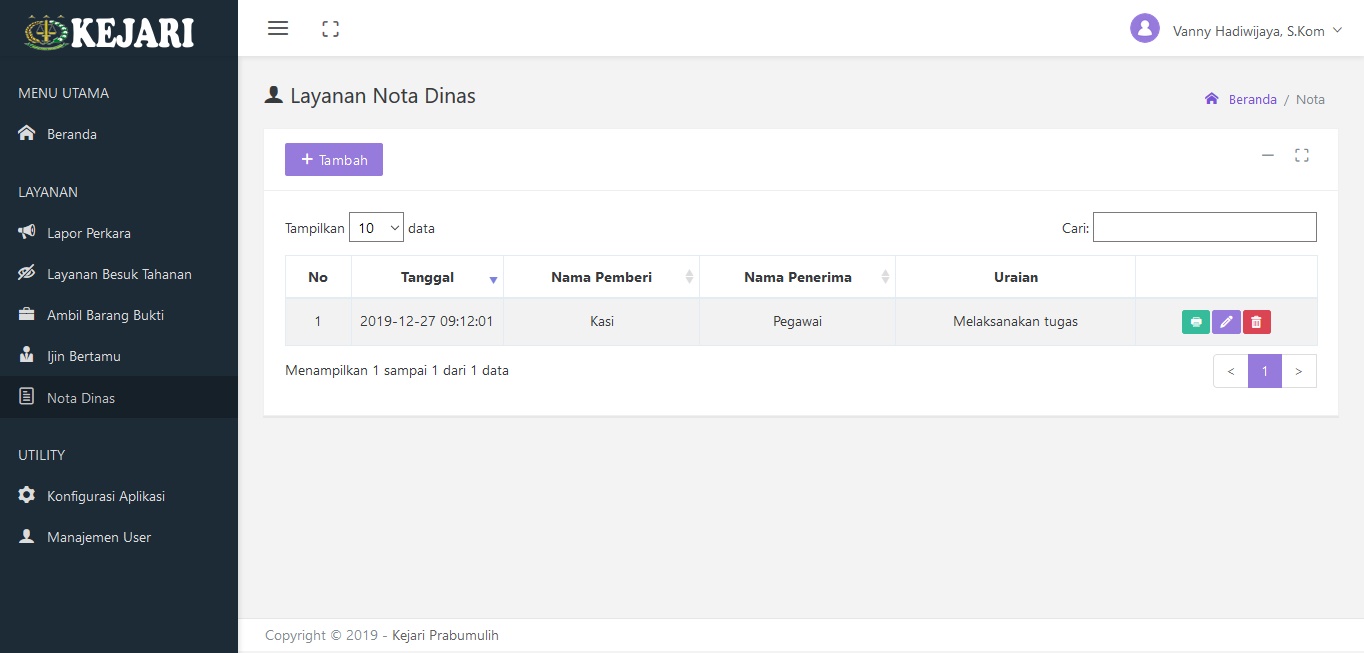 KEJARI
Vanny Hadiwijaya, S.Kom
MENU UTAMA
Beranda
LAYANAN
Lapor Perkara
Layanan Besuk Tahanan
Ambil Barang Bukti
Ijin Bertamu
Nota Dinas
UTILITY
Konfigurasi Aplikasi
Manajemen User
Layanan Nota Dinas
Beranda / Nota
+ Tambah
Tampilkan 10 data
Cari:
No Tanggal Nama Pemberi Nama Penerima Uraian
1 2019-12-27 09:12:01 Kasi Pegawai Melaksanakan tugas
Menampilkan 1 sampai 1 dari 1 data
< 1 >
Copyright © 2019 - Kejari Prabumulih